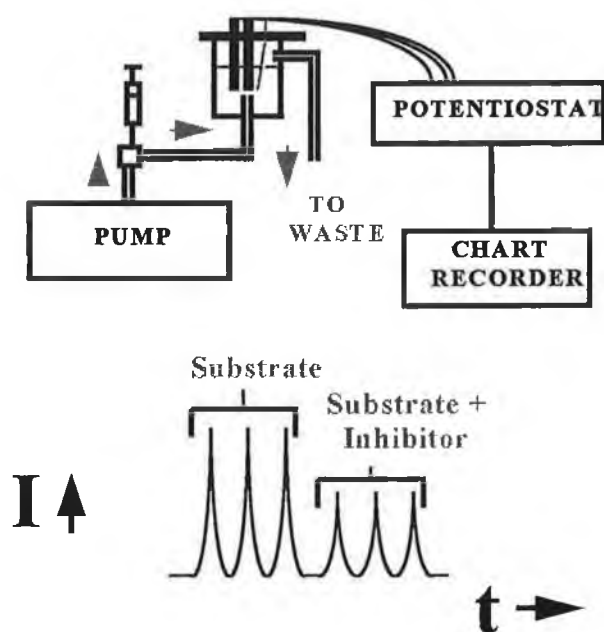 POTENTIOSTAT
PUMP
TO
WASTE
CHART
RECORDER
Substrate
Substrate +
Inhibitor
I
t